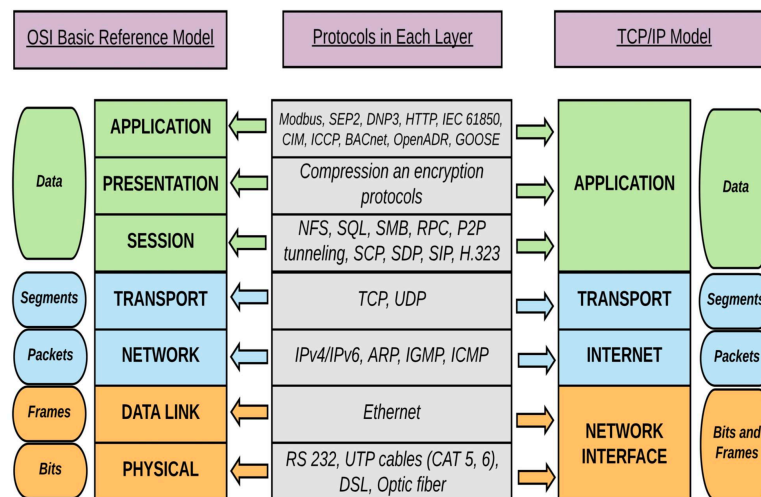 OSI Basic Reference Model
Protocols in Each Layer
TCP/IP Model
Data
APPLICATION
Modbus, SEP2, DNP3, HTTP, IEC 61850,
CIM, ICCP, BACnet, OpenADR, GOOSE
APPLICATION
Data
PRESENTATION
Compression an encryption
protocols
SESSION
NFS, SQL, SMB, RPC, P2P
tunneling, SCP, SDP, SIP, H.323
Segments
TRANSPORT
TCP, UDP
TRANSPORT
Segments
Packets
NETWORK
IPv4/IPv6, ARP, IGMP, ICMP
INTERNET
Packets
Frames
DATA LINK
Ethernet
NETWORK
INTERFACE
Bits and
Frames
Bits
PHYSICAL
RS 232, UTP cables (CAT 5, 6),
DSL, Optic fiber